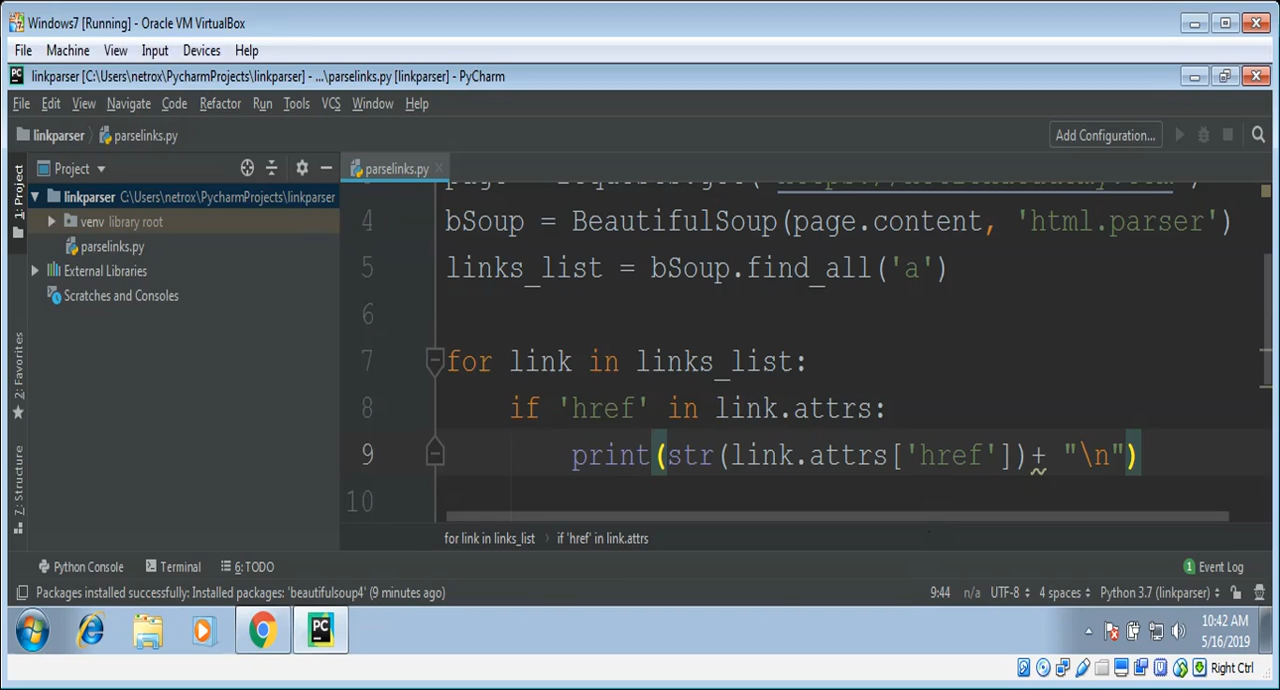 Windows7 [Running] - Oracle VM VirtualBox
File Machine View Input Devices Help
PC linkparser [C:\Users\netrox\PycharmProjects\linkparser] - ...\parselinks.py [linkparser] - PyCharm
File Edit View Navigate Code Refactor Run Tools VCS Window Help
linkparser parselinks.py Add Configuration...
1: Project Project parselinks.py
linkparser C:\Users\netrox\PycharmProjects\linkparser
venv library root
parselinks.py
External Libraries
Scratches and Consoles
4 bSoup = BeautifulSoup(page.content, 'html.parser')
5 links_list = bSoup.find_all('a')
6
7 for link in links_list:
8 if 'href' in link.attrs:
9 print(str(link.attrs['href'])+ "\n")
10
2: Favorites
7: Structure
for link in links_list › if 'href' in link.attrs
Python Console Terminal 6: TODO 1 Event Log
Packages installed successfully: Installed packages: 'beautifulsoup4' (9 minutes ago) 9:44 n/a UTF-8 4 spaces Python 3.7 (linkparser)
PC
10:42 AM
5/16/2019
Right Ctrl